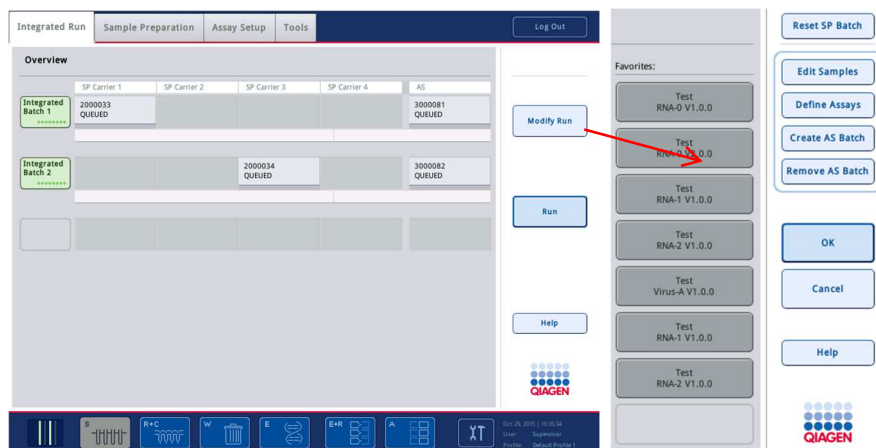 Integrated Run Sample Preparation Assay Setup Tools
Log Out
Overview
SP Carrier 1 SP Carrier 2 SP Carrier 3 SP Carrier 4 AS
Integrated
Batch 1
2000033
QUEUED
3000081
QUEUED
Integrated
Batch 2
2000034
QUEUED
3000082
QUEUED
Modify Run
Run
Help
QIAGEN
S
R+C
W
E
E+R
A
Oct 29, 2015 | 16:35:34
User: Supervisor
Profile: Default Profile 1
Favorites:
Test
RNA-0 V1.0.0
Test
RNA-0 V1.0.0
Test
RNA-1 V1.0.0
Test
RNA-2 V1.0.0
Test
Virus-A V1.0.0
Test
RNA-1 V1.0.0
Test
RNA-2 V1.0.0
Reset SP Batch
Edit Samples
Define Assays
Create AS Batch
Remove AS Batch
OK
Cancel
Help
QIAGEN